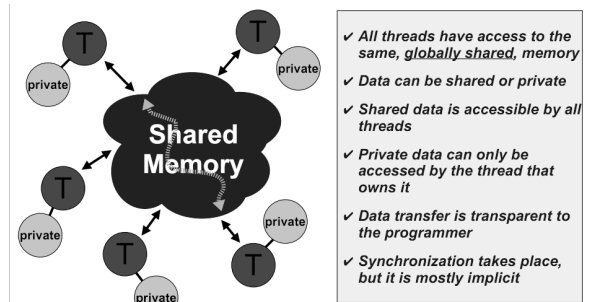 T
T
private
private
Shared
Memory
T
private
T
private
T
private
✔ All threads have access to the
same, globally shared, memory
✔ Data can be shared or private
✔ Shared data is accessible by all
threads
✔ Private data can only be
accessed by the thread that
owns it
✔ Data transfer is transparent to
the programmer
✔ Synchronization takes place,
but it is mostly implicit